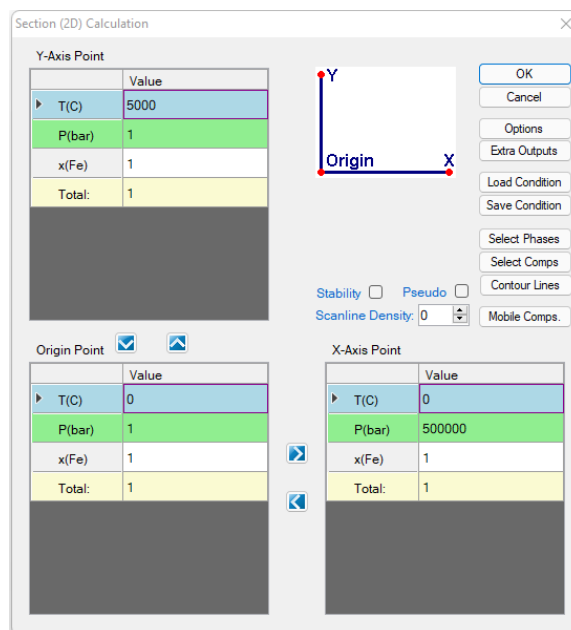 Section (2D) Calculation
Y-Axis Point
Value
T(C) 5000
P(bar) 1
x(Fe) 1
Total: 1
Y
Origin X
OK
Cancel
Options
Extra Outputs
Load Condition
Save Condition
Select Phases
Select Comps
Contour Lines
Mobile Comps.
Stability Pseudo
Scanline Density: 0
Origin Point
Value
T(C) 0
P(bar) 1
x(Fe) 1
Total: 1
X-Axis Point
Value
T(C) 0
P(bar) 500000
x(Fe) 1
Total: 1